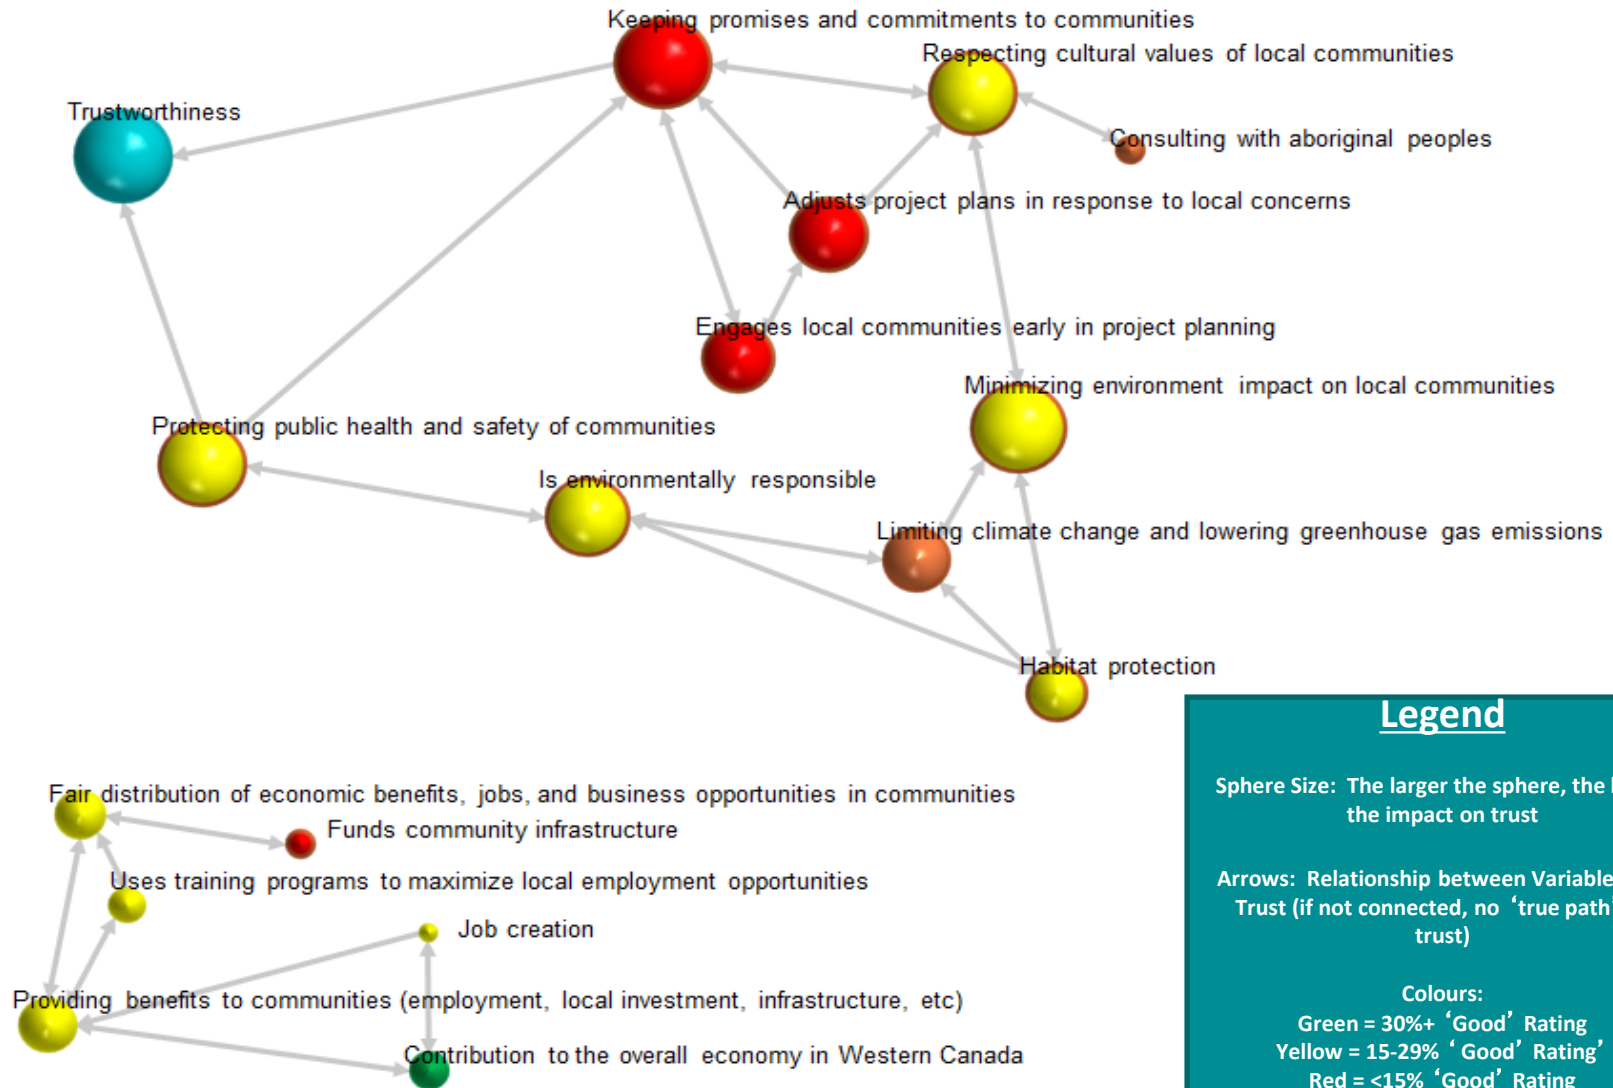 Keeping promises and commitments to communities
Respecting cultural values of local communities
Trustworthiness
Consulting with aboriginal peoples
Adjusts project plans in response to local concerns
Engages local communities early in project planning
Minimizing environment impact on local communities
Protecting public health and safety of communities
Is environmentally responsible
Limiting climate change and lowering greenhouse gas emissions
Habitat protection
Legend
Sphere Size: The larger the sphere, the
the impact on trust
Arrows: Relationship between Variable
Trust (if not connected, no ‘true path’
trust)
Colours:
Green = 30%+ ‘Good’ Rating
Yellow = 15-29% ‘ Good’ Rating’
Red = <15% ‘Good’ Rating
Fair distribution of economic benefits, jobs, and business opportunities in communities
Funds community infrastructure
Uses training programs to maximize local employment opportunities
Job creation
Providing benefits to communities (employment, local investment, infrastructure, etc)
Contribution to the overall economy in Western Canada